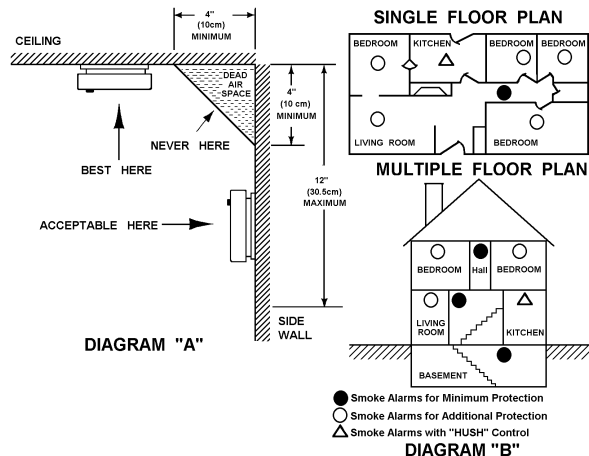 4"
(10cm)
MINIMUM
CEILING
DEAD
AIR
SPACE
4"
(10 cm)
MINIMUM
NEVER HERE
BEST HERE
12"
(30.5cm)
MAXIMUM
ACCEPTABLE HERE
SIDE
WALL
DIAGRAM "A"
SINGLE FLOOR PLAN
BEDROOM KITCHEN BEDROOM BEDROOM
LIVING ROOM BEDROOM
MULTIPLE FLOOR PLAN
BEDROOM Hall BEDROOM
LIVING
ROOM
KITCHEN
BASEMENT
Smoke Alarms for Minimum Protection
Smoke Alarms for Additional Protection
Smoke Alarms with "HUSH" Control
DIAGRAM "B"